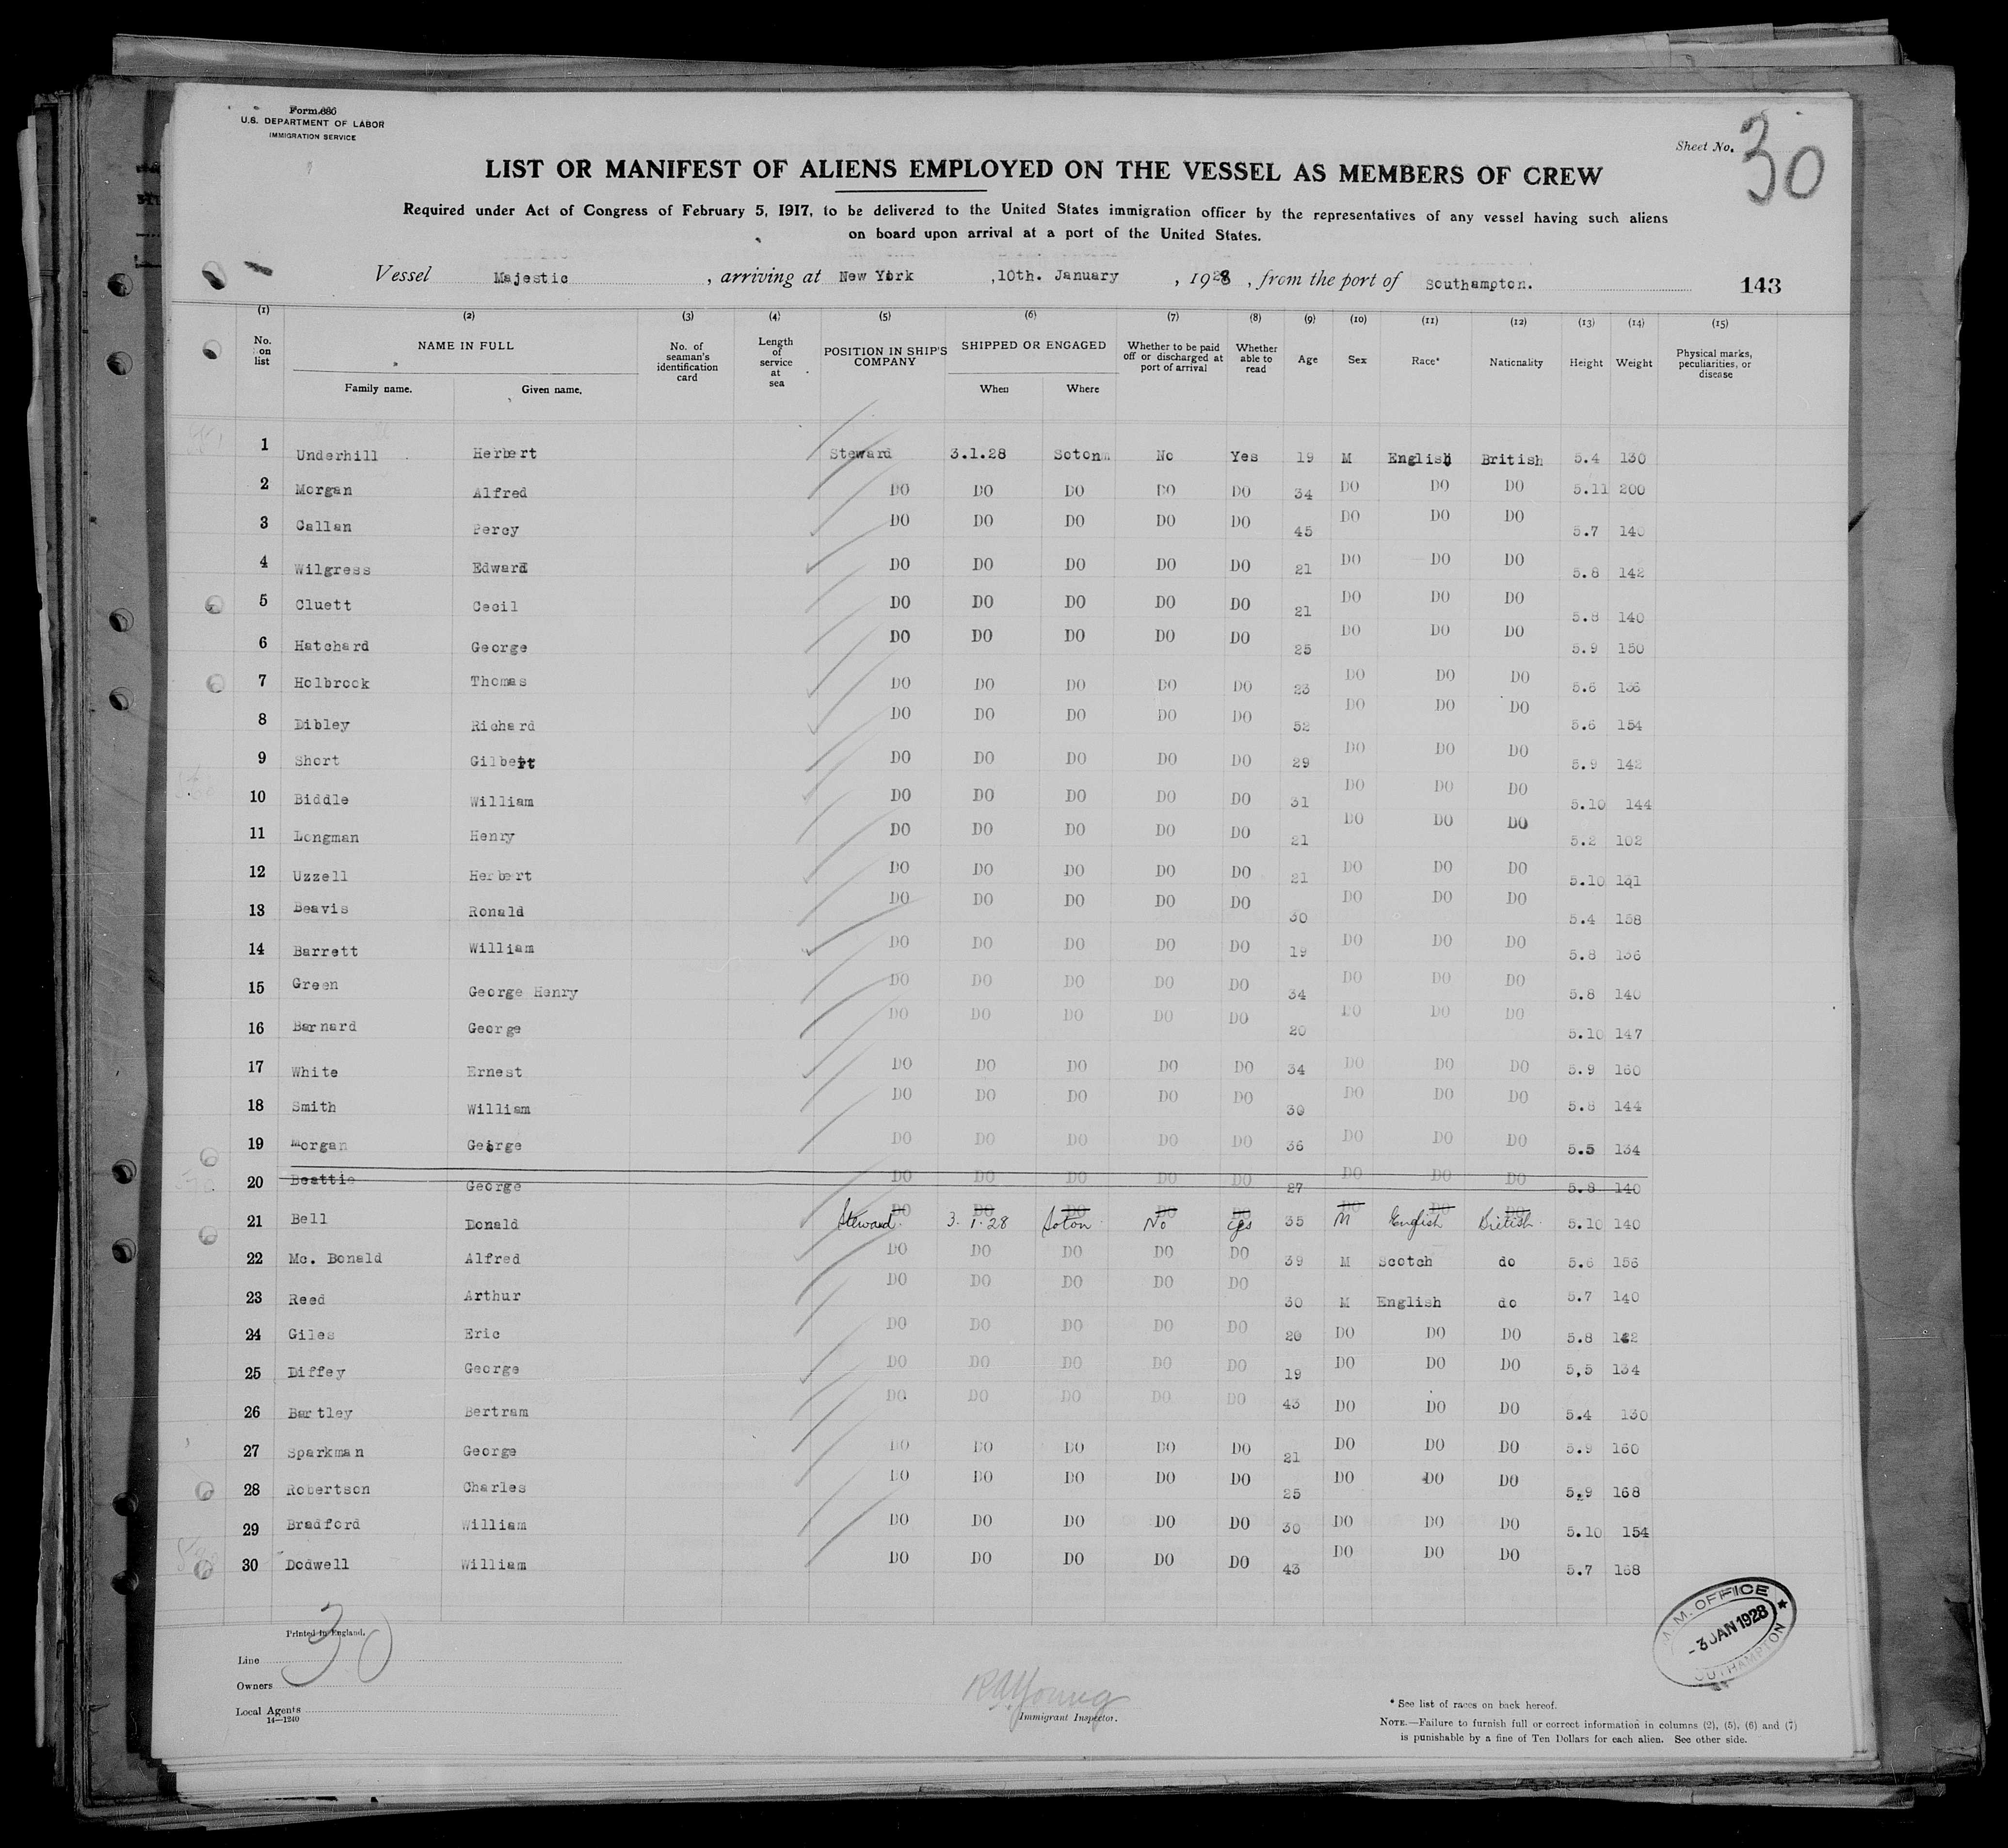 Form 686
U.S. DEPARTMENT OF LABOR
IMMIGRATION SERVICE
Sheet No. 30
LIST OR MANIFEST OF ALIENS EMPLOYED ON THE VESSEL AS MEMBERS OF CREW
Required under Act of Congress of February 5, 1917, to be delivered to the United States immigration officer by the representatives of any vessel having such aliens
on board upon arrival at a port of the United States.
Vessel Majestic, arriving at New York, 10th. January, 1928, from the port of Southampton. 143
(1) (2) (3) (4) (5) (6) (7) (8) (9) (10) (11) (12) (13) (14) (15)
No. on list NAME IN FULL Family name. Given name. No. of seaman's identification card Length of service at sea POSITION IN SHIP'S COMPANY SHIPPED OR ENGAGED When Where Whether to be paid off or discharged at port of arrival Whether able to read Age Sex Race* Nationality Height Weight Physical marks, peculiarities, or disease
1 Underhill Herbert Steward 3.1.28 Soton No Yes 19 M English British 5.4 130
2 Morgan Alfred DO DO DO DO DO 34 DO DO DO 5.11 200
3 Callan Percy DO DO DO DO DO 45 DO DO DO 5.7 140
4 Wilgress Edward DO DO DO DO DO 21 DO DO DO 5.8 142
5 Cluett Cecil DO DO DO DO DO 21 DO DO DO 5.8 140
6 Hatchard George DO DO DO DO DO 25 DO DO DO 5.9 150
7 Holbrook Thomas DO DO DO DO DO 23 DO DO DO 5.6 136
8 Dibley Richard DO DO DO DO DO 52 DO DO DO 5.6 154
9 Short Gilbert DO DO DO DO DO 29 DO DO DO 5.9 142
10 Biddle William DO DO DO DO DO 31 DO DO DO 5.10 144
11 Longman Henry DO DO DO DO DO 21 DO DO DO 5.2 102
12 Uzzell Herbert DO DO DO DO DO 21 DO DO DO 5.10 131
13 Beavis Ronald DO DO DO DO DO 30 DO DO DO 5.4 158
14 Barrett William DO DO DO DO DO 19 DO DO DO 5.8 136
15 Green George Henry DO DO DO DO DO 34 DO DO DO 5.8 140
16 Barnard George DO DO DO DO DO 20 DO DO DO 5.10 147
17 White Ernest DO DO DO DO DO 34 DO DO DO 5.9 160
18 Smith William DO DO DO DO DO 30 DO DO DO 5.8 144
19 Morgan George DO DO DO DO DO 36 DO DO DO 5.5 134
20 Beattie George DO DO DO DO DO 27 DO DO DO 5.8 140
21 Bell Donald Steward 3.1.28 Soton No yes 35 M English British 5.10 140
22 Mc. Donald Alfred DO DO DO DO DO 39 M Scotch do 5.6 156
23 Reed Arthur DO DO DO DO DO 30 M English do 5.7 140
24 Giles Eric DO DO DO DO DO 20 DO DO DO 5.8
25 Diffey George DO DO DO DO DO 19 DO DO DO 5,5 134
26 Bartley Bertram DO DO DO DO DO 43 DO DO DO 5.4 130
27 Sparkman George DO DO DO DO DO 21 DO DO DO 5.9 160
28 Robertson Charles DO DO DO DO DO 25 DO DO DO 5.9 168
29 Bradford William DO DO DO DO DO 30 DO DO DO 5.10 154
30 Dodwell William DO DO DO DO DO 43 DO DO DO 5.7 168
M.M. OFFICE
-3 JAN 1928
SOUTHAMPTON
Printed in England.
30
Line
Owners
Local Agents
14—1240
R A Young
Immigrant Inspector.
* See list of races on back hereof.
NOTE.—Failure to furnish full or correct information in columns (2), (5), (6) and (7)
is punishable by a fine of Ten Dollars for each alien. See other side.